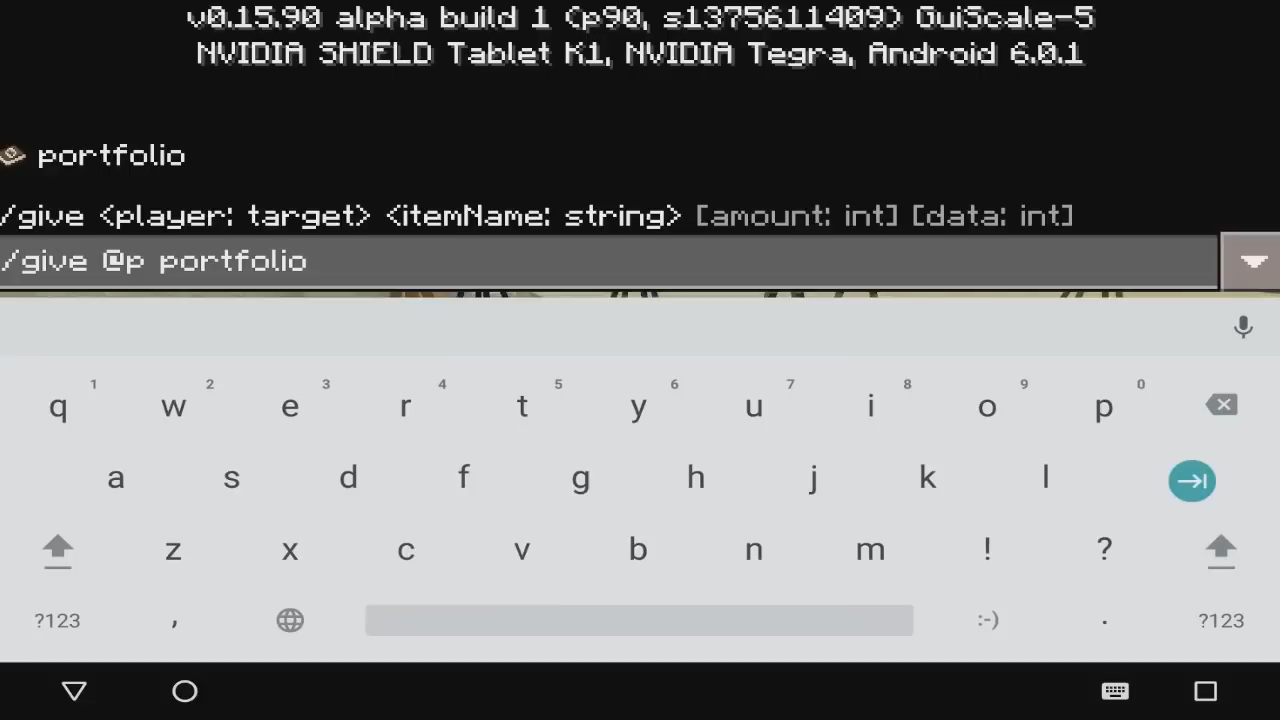 v0.15.90 alpha build 1 (p90, s1375611409) GuiScale-5
NVIDIA SHIELD Tablet K1, NVIDIA Tegra, Android 6.0.1
portfolio
/give <player: target> <itemName: string> [amount: int] [data: int]
/give @p portfolio
1 2 3 4 5 6 7 8 9 0
q w e r t y u i o p
a s d f g h j k l
z x c v b n m ! ?
?123 , :-) . ?123